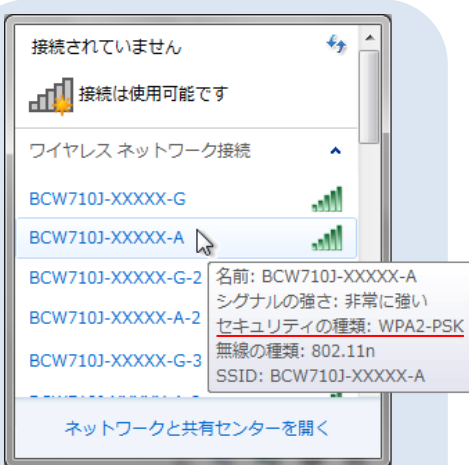 接続されていません
接続は使用可能です
ワイヤレス ネットワーク接続
BCW710J-XXXXX-G
BCW710J-XXXXX-A
BCW710J-XXXXX-G-2
BCW710J-XXXXX-A-2
BCW710J-XXXXX-G-3
名前: BCW710J-XXXXX-A
シグナルの強さ: 非常に強い
セキュリティの種類: WPA2-PSK
無線の種類: 802.11n
SSID: BCW710J-XXXXX-A
ネットワークと共有センターを開く